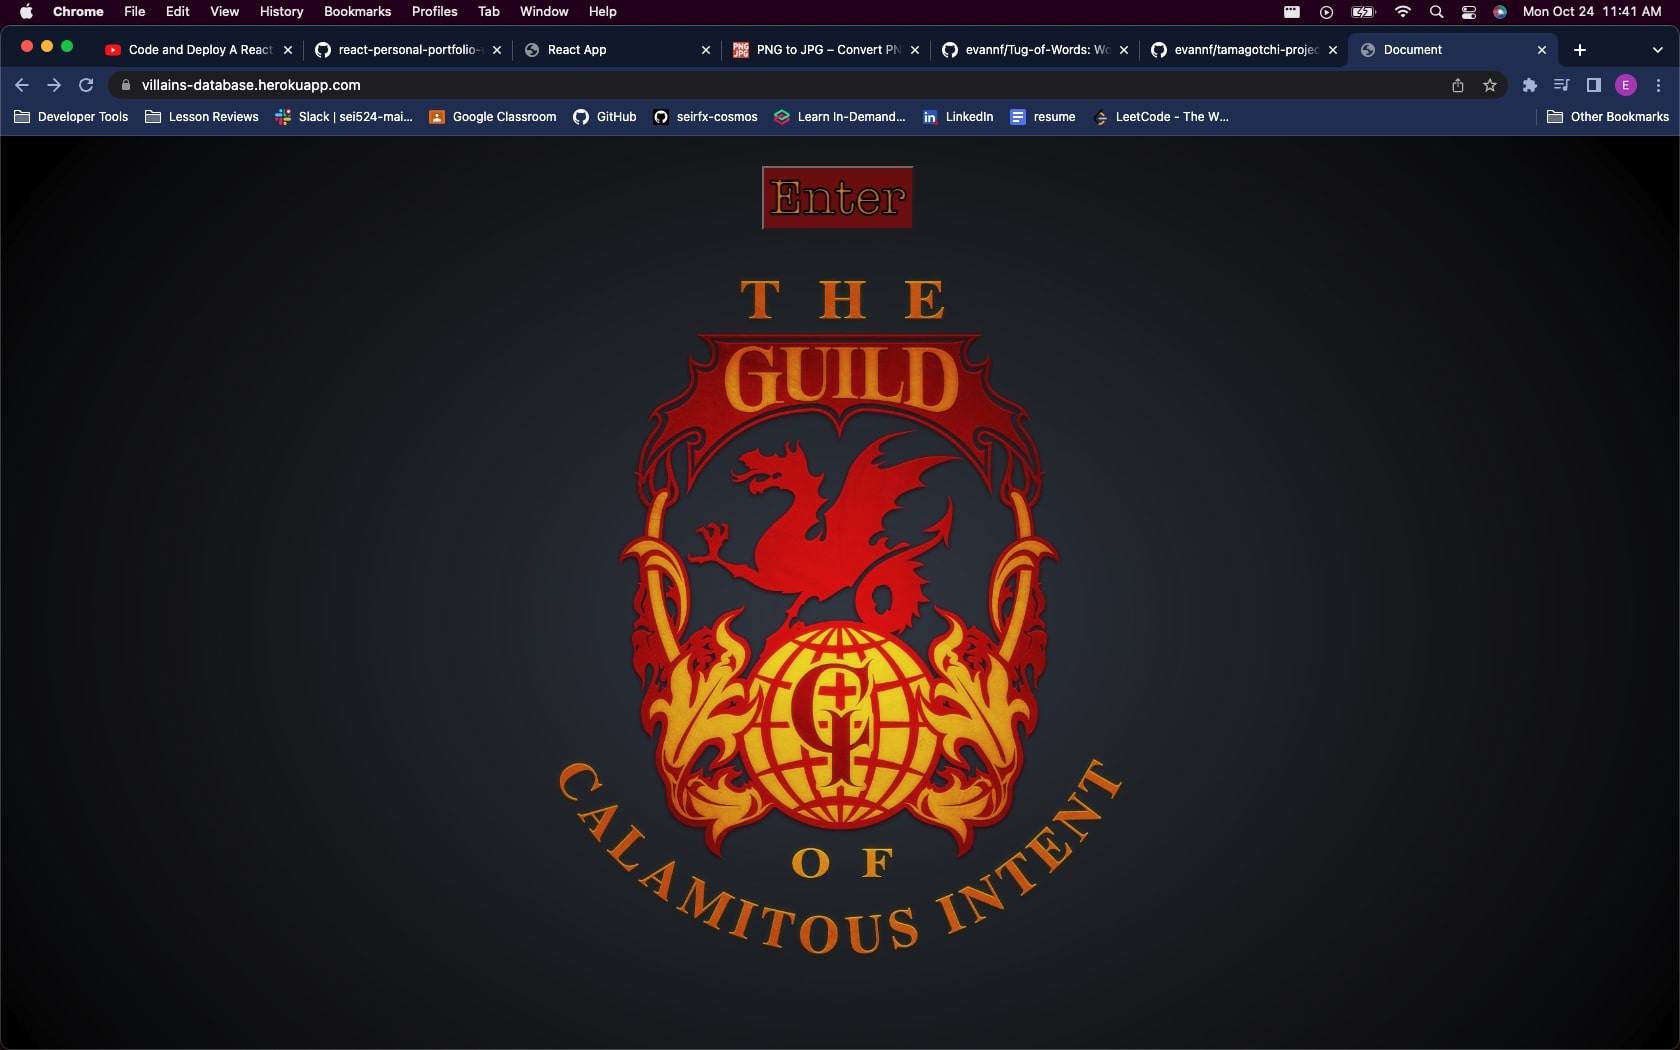 Chrome File Edit View History Bookmarks Profiles Tab Window Help Mon Oct 24 11:41 AM
Code and Deploy A React react-personal-portfolio- React App PNG to JPG – Convert PN evannf/Tug-of-Words: Wo evannf/tamagotchi-projec Document
villains-database.herokuapp.com E
Developer Tools Lesson Reviews Slack | sei524-mai... Google Classroom GitHub seirfx-cosmos Learn In-Demand... LinkedIn resume LeetCode - The W... Other Bookmarks
Enter
THE
GUILD
OF
CALAMITOUS INTENT